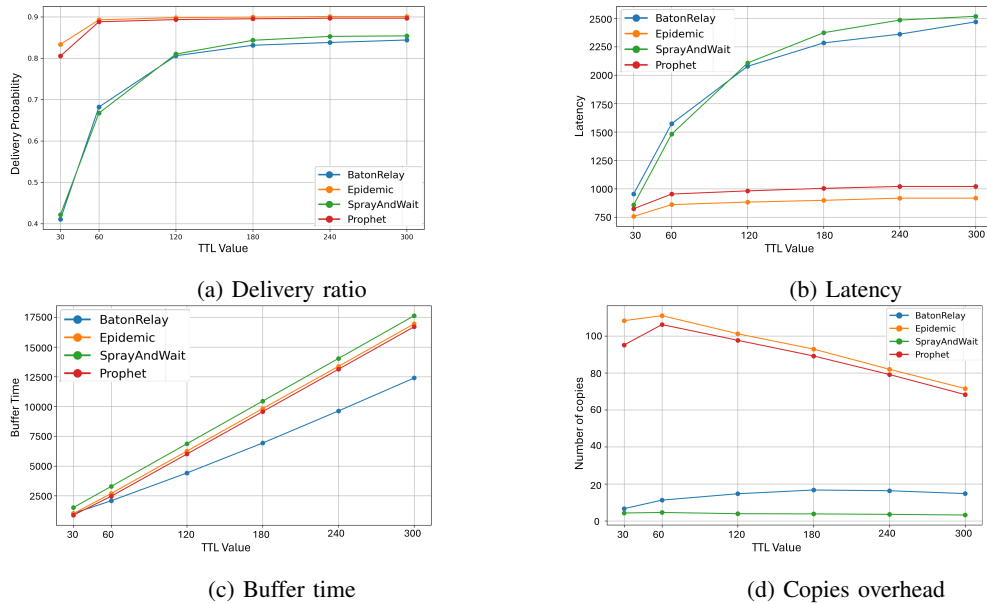 0.9
0.8
0.7
0.6
0.5
0.4
Delivery Probability
30 60 120 180 240 300
TTL Value
BatonRelay
Epidemic
SprayAndWait
Prophet
(a) Delivery ratio
2500
2250
2000
1750
1500
1250
1000
750
Latency
30 60 120 180 240 300
TTL Value
BatonRelay
Epidemic
SprayAndWait
Prophet
(b) Latency
17500
15000
12500
10000
7500
5000
2500
Buffer Time
30 60 120 180 240 300
TTL Value
BatonRelay
Epidemic
SprayAndWait
Prophet
(c) Buffer time
100
80
60
40
20
0
Number of copies
30 60 120 180 240 300
TTL Value
BatonRelay
Epidemic
SprayAndWait
Prophet
(d) Copies overhead